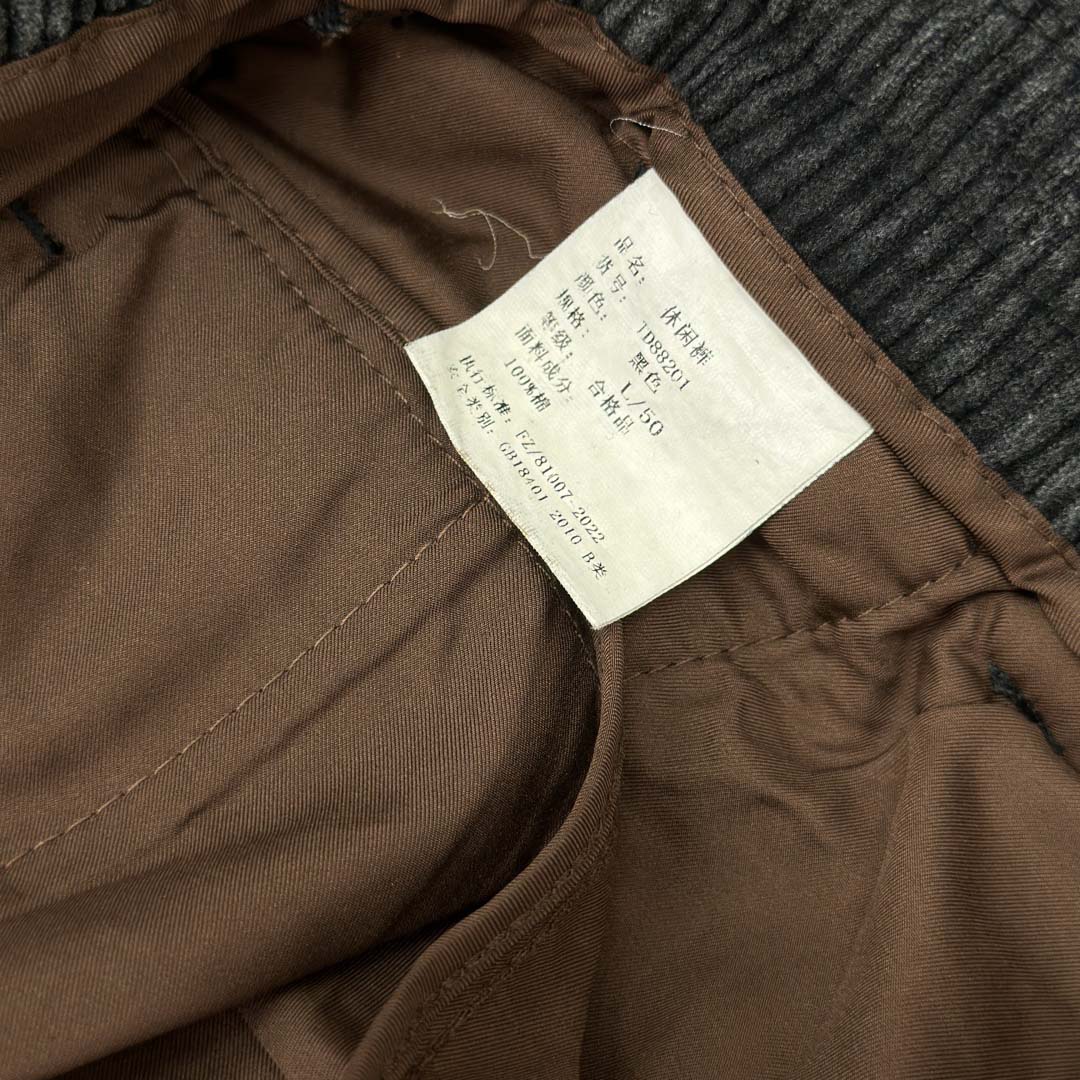 品名: 休闲裤
货号: TD88201
颜色: 黑色
规格: L/50
等级: 合格品
面料成分:
100%棉
执行标准: FZ/81007-2022
安全类别: GB18401 2010 B类